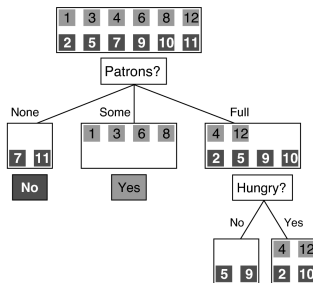 1 3 4 6 8 12
2 5 7 9 10 11
Patrons?
None Some Full
1 3 6 8 4 12
7 11 2 5 9 10
No Yes Hungry?
No Yes
4 12
5 9 2 10